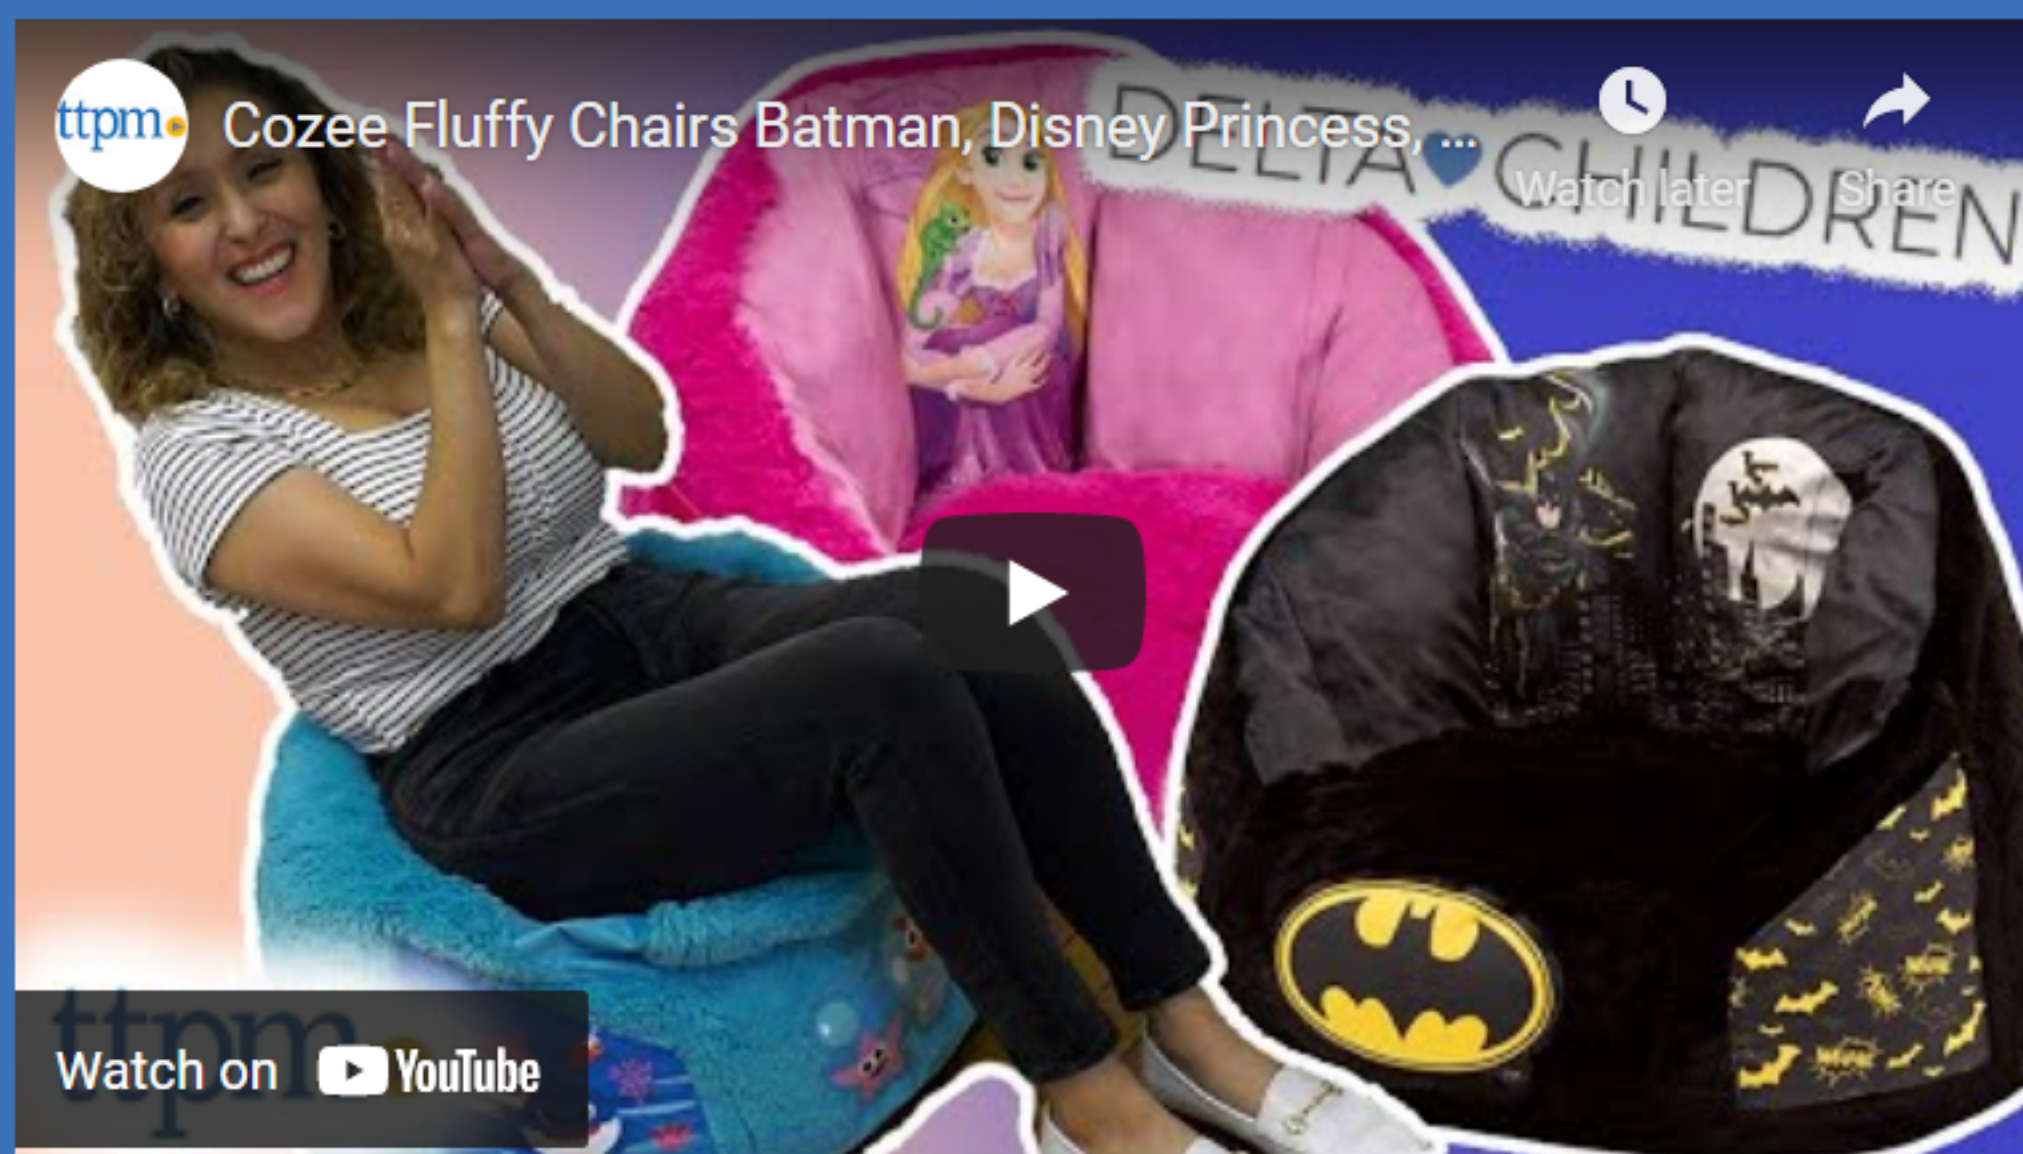 ttpm
Cozee Fluffy Chairs Batman, Disney Princess, ...
DELTA CHILDREN
Watch later
Share
ttpm
Watch on YouTube